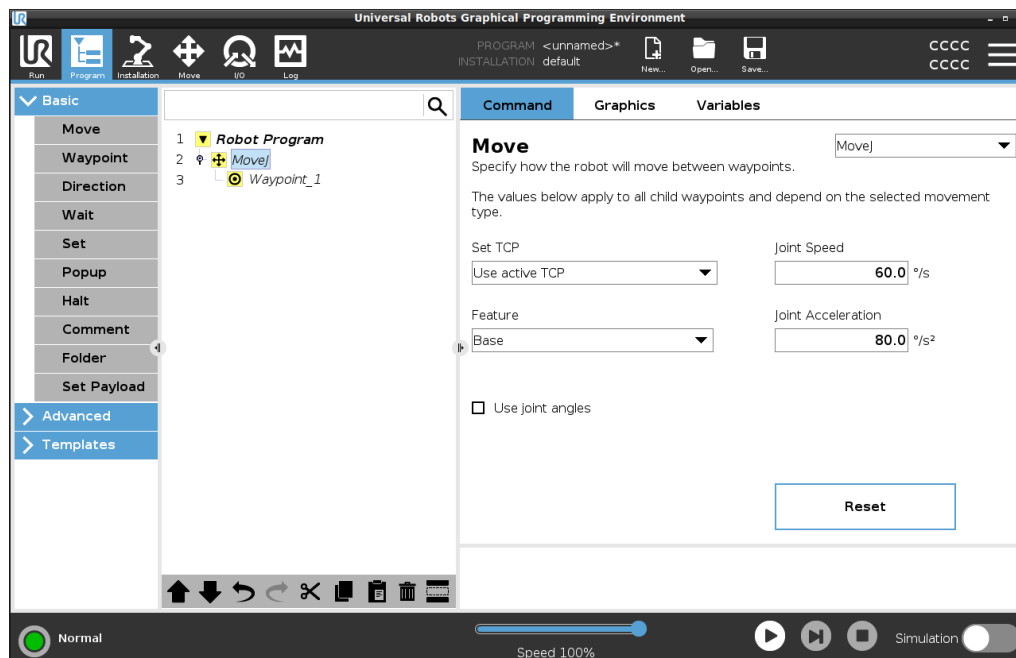 Universal Robots Graphical Programming Environment
UR
Run
Program
Installation
Move
I/O
Log
PROGRAM <unnamed>*
INSTALLATION default
New...
Open...
Save...
CCCC
CCCC
Basic
Move
Waypoint
Direction
Wait
Set
Popup
Halt
Comment
Folder
Set Payload
Advanced
Templates
1 Robot Program
2 MoveJ
3 Waypoint_1
Command Graphics Variables
Move
MoveJ
Specify how the robot will move between waypoints.
The values below apply to all child waypoints and depend on the selected movement
type.
Set TCP
Use active TCP
Joint Speed
60.0 °/s
Feature
Base
Joint Acceleration
80.0 °/s²
Use joint angles
Reset
Normal
Speed 100%
Simulation